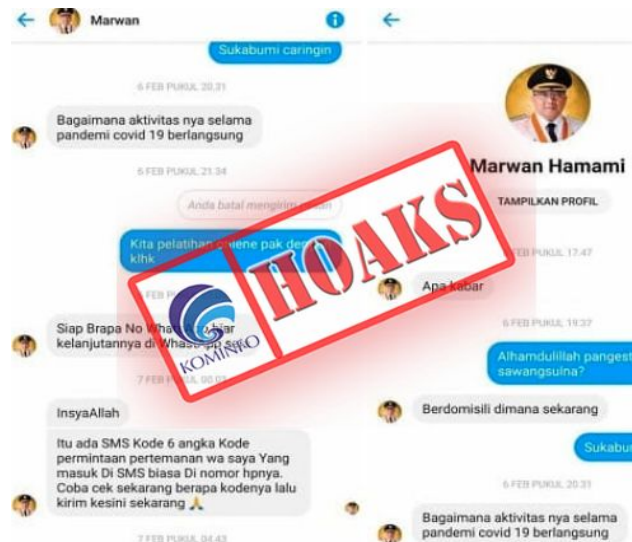 Marwan
Sukabumi caringin
6 FEB PUKUL 20.31
Bagaimana aktivitas nya selama
pandemi covid 19 berlangsung
6 FEB PUKUL 21.34
Anda batal mengirim
Kita pelatihan
klhk
Siap Brapa No
kelanjutannya di
7 FEB PUKUL
InsyaAllah
Itu ada SMS Kode 6 angka Kode
permintaan pertemanan wa saya Yang
masuk Di SMS biasa Di nomor hpnya.
Coba cek sekarang berapa kodenya lalu
kirim kesini sekarang 🙏
7 FEB PUKUL 04.43
KOMINFO
HOAKS
Marwan Hamami
TAMPILKAN PROFIL
FEB PUKUL 17.47
Apa kabar
6 FEB PUKUL 19.37
Alhamdulillah pangest
sawangsulna?
Berdomisili dimana sekarang
Sukabu
6 FEB PUKUL 20.31
Bagaimana aktivitas nya selama
pandemi covid 19 berlangsung